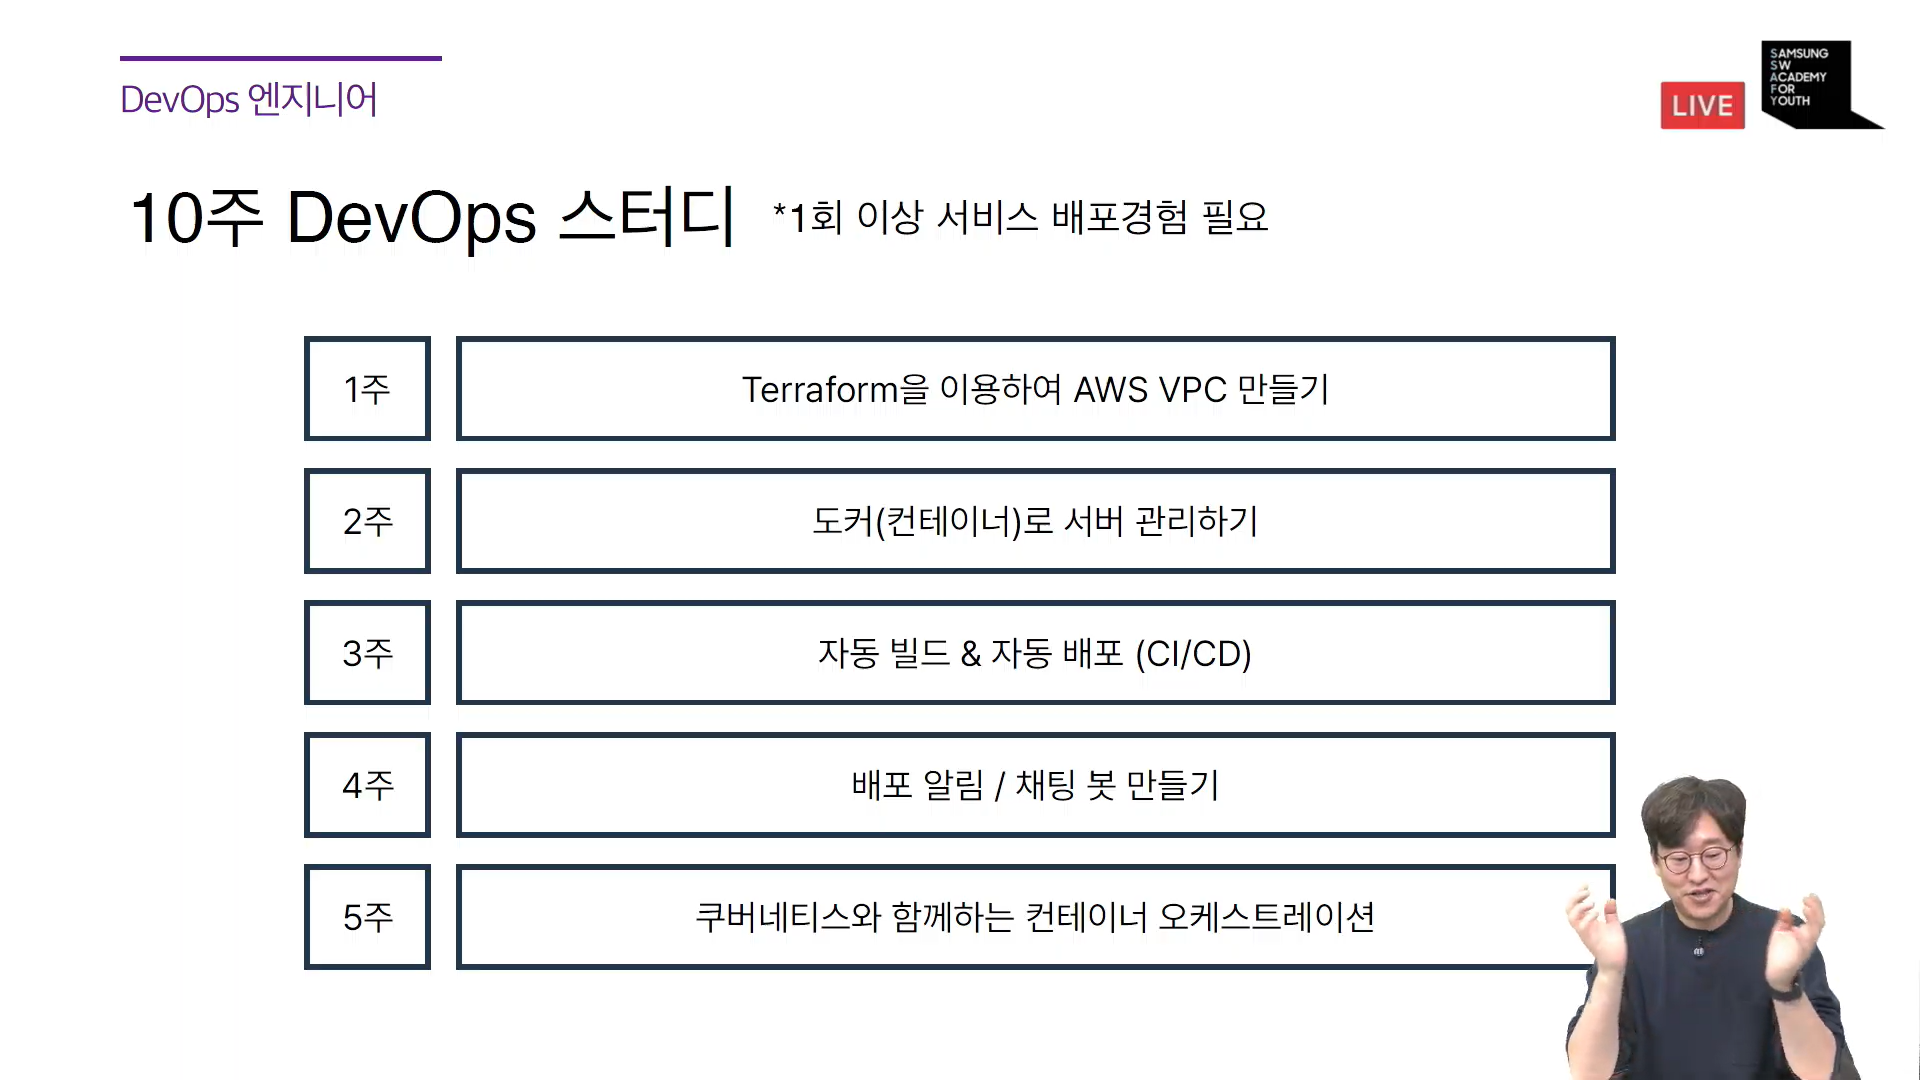 DevOps 엔지니어
LIVE
SAMSUNG
SW
ACADEMY
FOR
YOUTH
10주 DevOps 스터디 *1회 이상 서비스 배포경험 필요
1주 Terraform을 이용하여 AWS VPC 만들기
2주 도커(컨테이너)로 서버 관리하기
3주 자동 빌드 & 자동 배포 (CI/CD)
4주 배포 알림 / 채팅 봇 만들기
5주 쿠버네티스와 함께하는 컨테이너 오케스트레이션